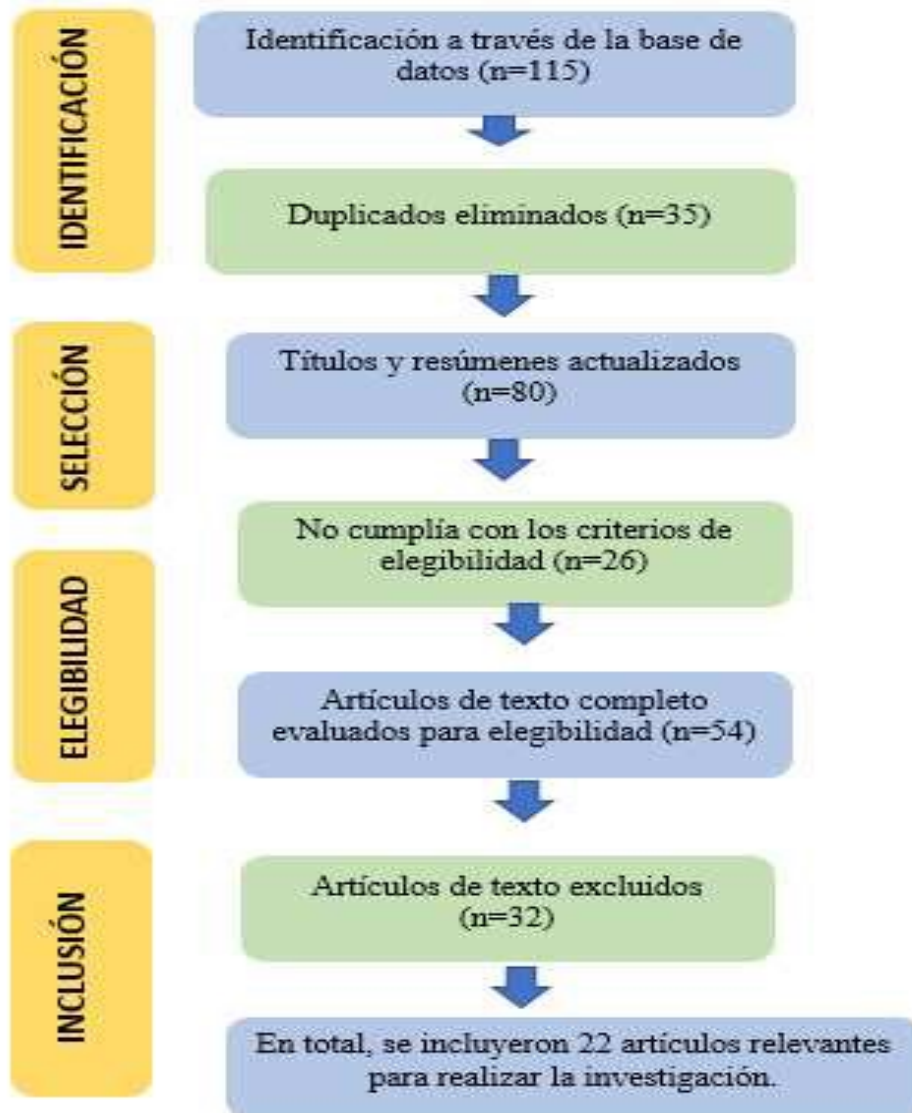 IDENTIFICACIÓN
Identificación a través de la base de
datos (n=115)
Duplicados eliminados (n=35)
SELECCIÓN
Títulos y resúmenes actualizados
(n=80)
ELEGIBILIDAD
No cumplía con los criterios de
elegibilidad (n=26)
Artículos de texto completo
evaluados para elegibilidad (n=54)
INCLUSIÓN
Artículos de texto excluidos
(n=32)
En total, se incluyeron 22 artículos relevantes
para realizar la investigación.